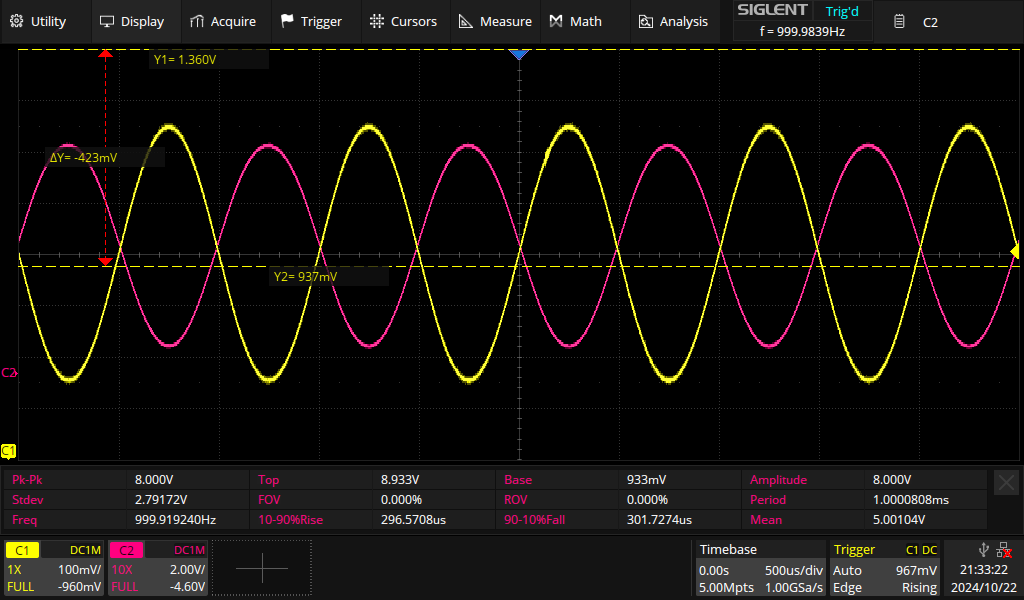 Utility Display Acquire Trigger Cursors Measure Math Analysis SIGLENT Trig'd C2
f = 999.9839Hz
Y1= 1.360V
ΔY= -423mV
Y2= 937mV
C2
C1
Pk-Pk 8.000V Top 8.933V Base 933mV Amplitude 8.000V
Stdev 2.79172V FOV 0.000% ROV 0.000% Period 1.0000808ms
Freq 999.919240Hz 10-90%Rise 296.5708us 90-10%Fall 301.7274us Mean 5.00104V
C1 DC1M C2 DC1M Timebase Trigger C1 DC
1X 100mV/ 10X 2.00V/ 0.00s 500us/div Auto 967mV 21:33:22
FULL -960mV FULL -4.60V 5.00Mpts 1.00GSa/s Edge Rising 2024/10/22